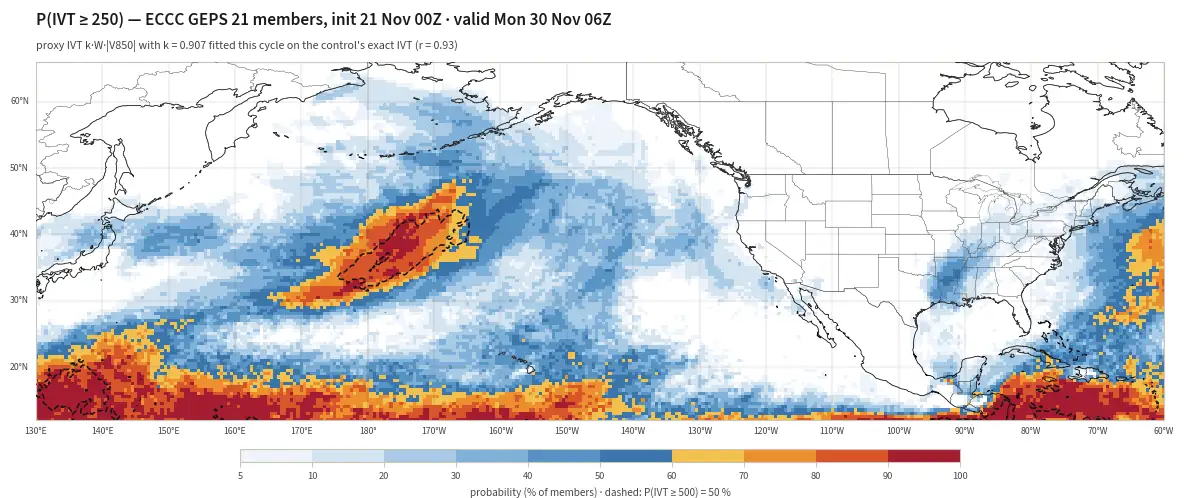 P(IVT ≥ 250) — ECCC GEPS 21 members, init 21 Nov 00Z · valid Mon 30 Nov 06Z
proxy IVT k·W·|V850| with k = 0.907 fitted this cycle on the control's exact IVT (r = 0.93)
60°N
50°N
40°N
30°N
20°N
130°E 140°E 150°E 160°E 170°E 180° 170°W 160°W 150°W 140°W 130°W 120°W 110°W 100°W 90°W 80°W 70°W 60°W
5 10 20 30 40 50 60 70 80 90 100
probability (% of members) · dashed: P(IVT ≥ 500) = 50 %